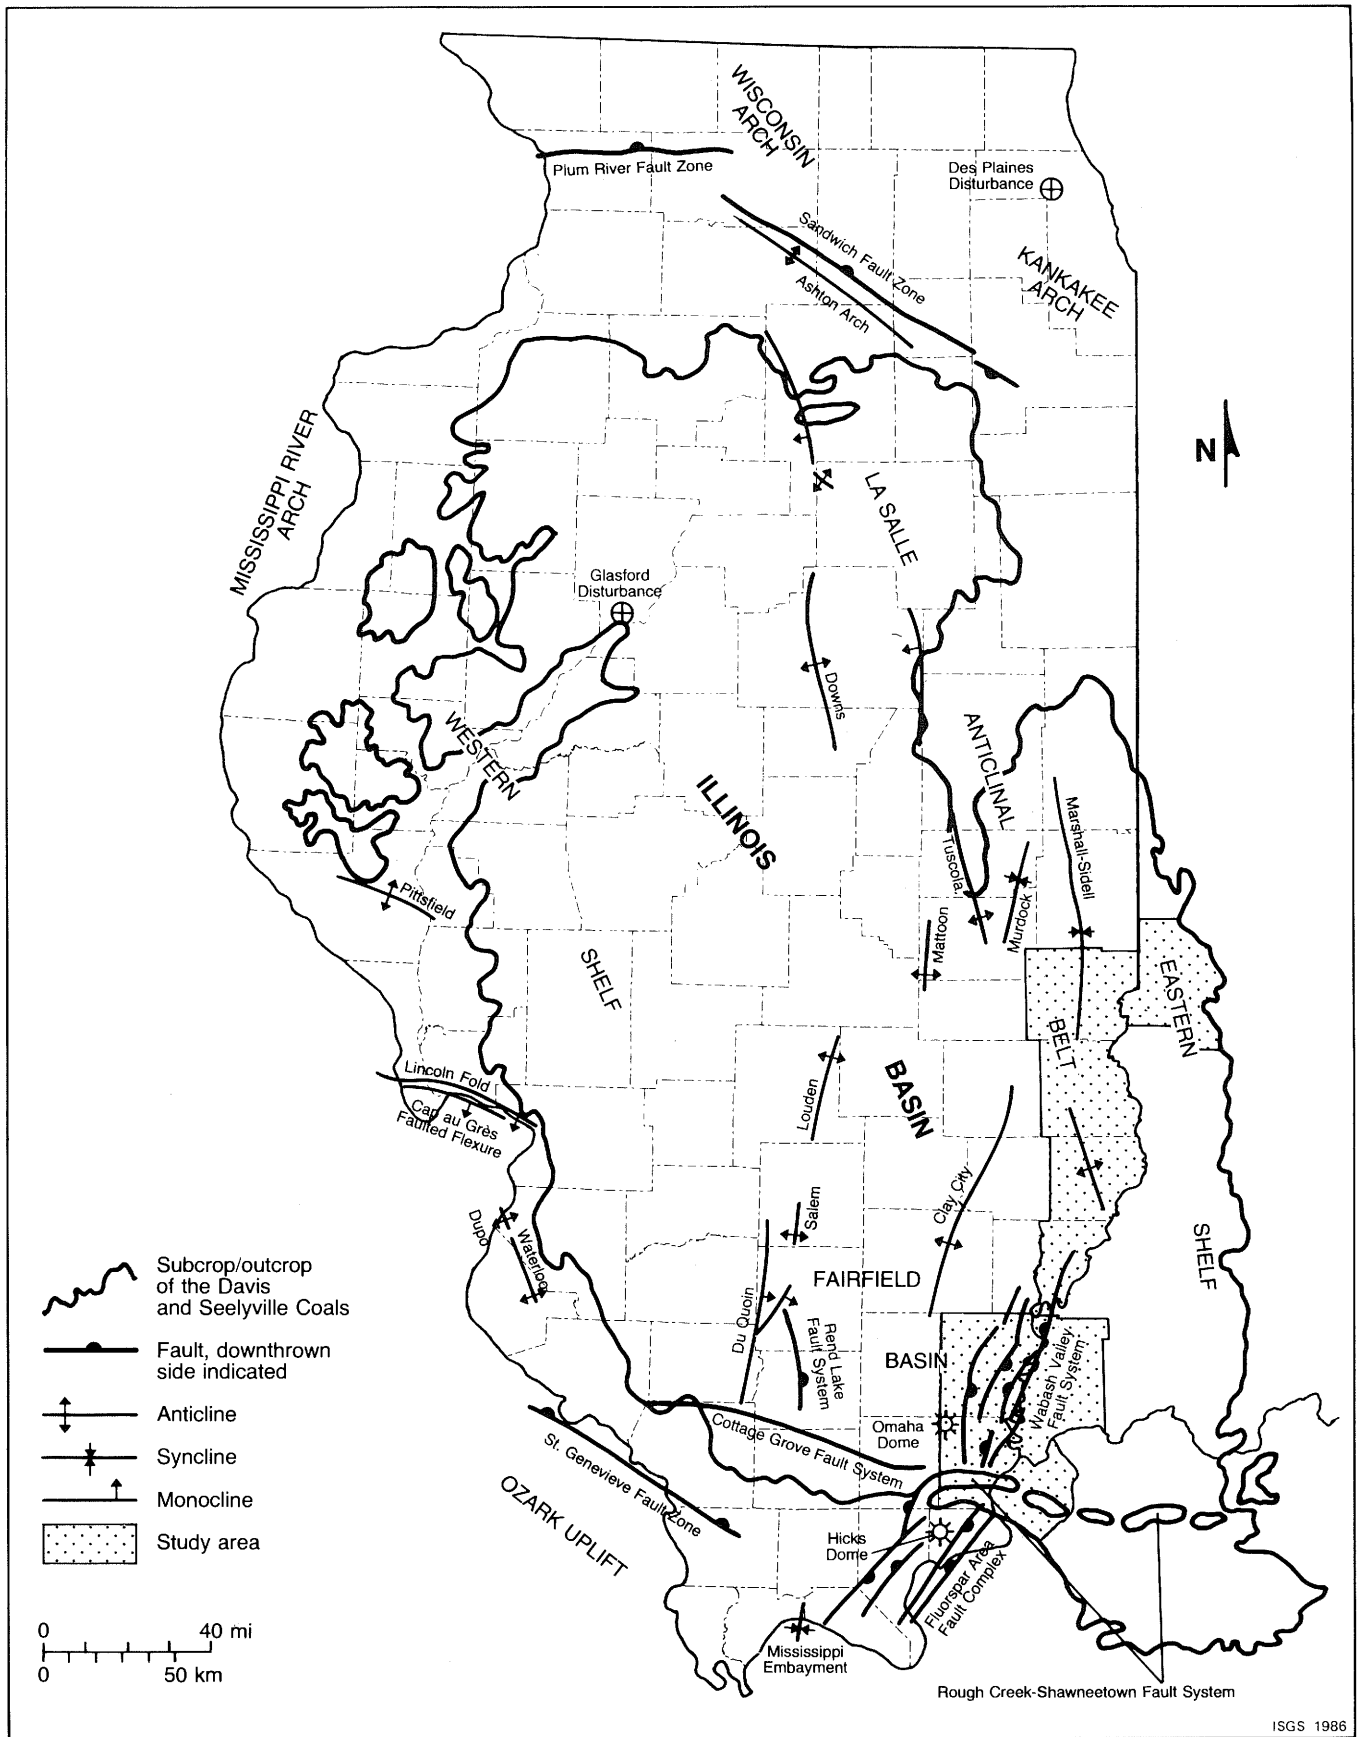 WISCONSIN
ARCH
Plum River Fault Zone
Des Plaines
Disturbance
Sandwich Fault Zone
Ashton Arch
KANKAKEE
ARCH
MISSISSIPPI RIVER
ARCH
N
LA SALLE
Glasford
Disturbance
Downs
WESTERN
ANTICLINAL
ILLINOIS
Marshall-Sidell
Tuscola
Murdock
Pittsfield
Mattoon
SHELF
EASTERN
BELT
Lincoln Fold
Cap au Grès
Faulted Flexure
Louden
BASIN
Clay City
Salem
Dupo
Waterloo
SHELF
FAIRFIELD
Du Quoin
Rend Lake
Fault System
BASIN
Wabash Valley
Fault System
Omaha
Dome
Cottage Grove Fault System
St. Genevieve Fault Zone
OZARK UPLIFT
Hicks
Dome
Fluorspar Area
Fault Complex
Mississippi
Embayment
Rough Creek-Shawneetown Fault System
Subcrop/outcrop
of the Davis
and Seelyville Coals
Fault, downthrown
side indicated
Anticline
Syncline
Monocline
Study area
0 40 mi
0 50 km
ISGS 1986